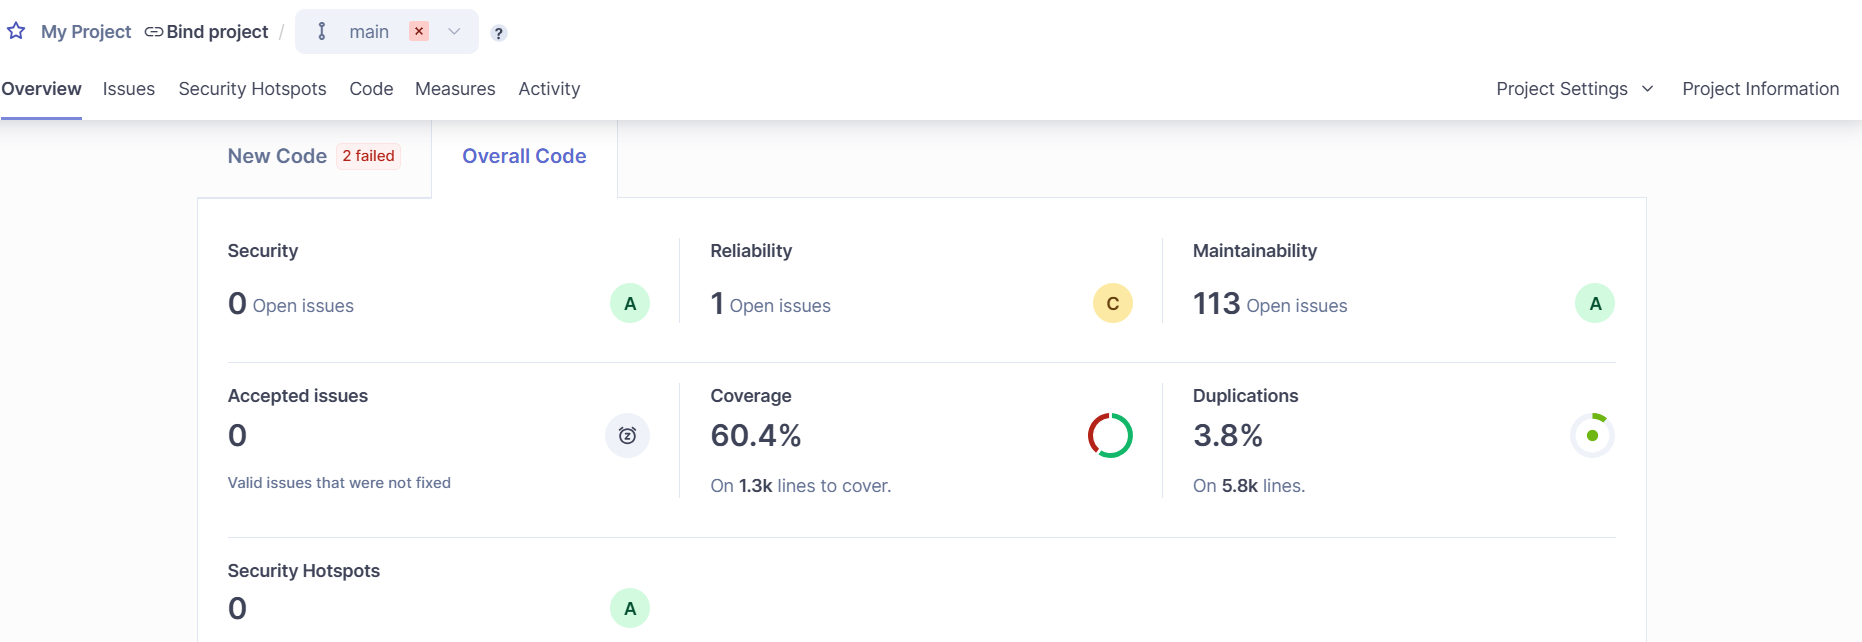 My Project Bind project / main ?
Overview Issues Security Hotspots Code Measures Activity Project Settings Project Information
New Code 2 failed Overall Code
Security Reliability Maintainability
0 Open issues A 1 Open issues C 113 Open issues A
Accepted issues Coverage Duplications
0 60.4% 3.8%
Valid issues that were not fixed On 1.3k lines to cover. On 5.8k lines.
Security Hotspots
0 A